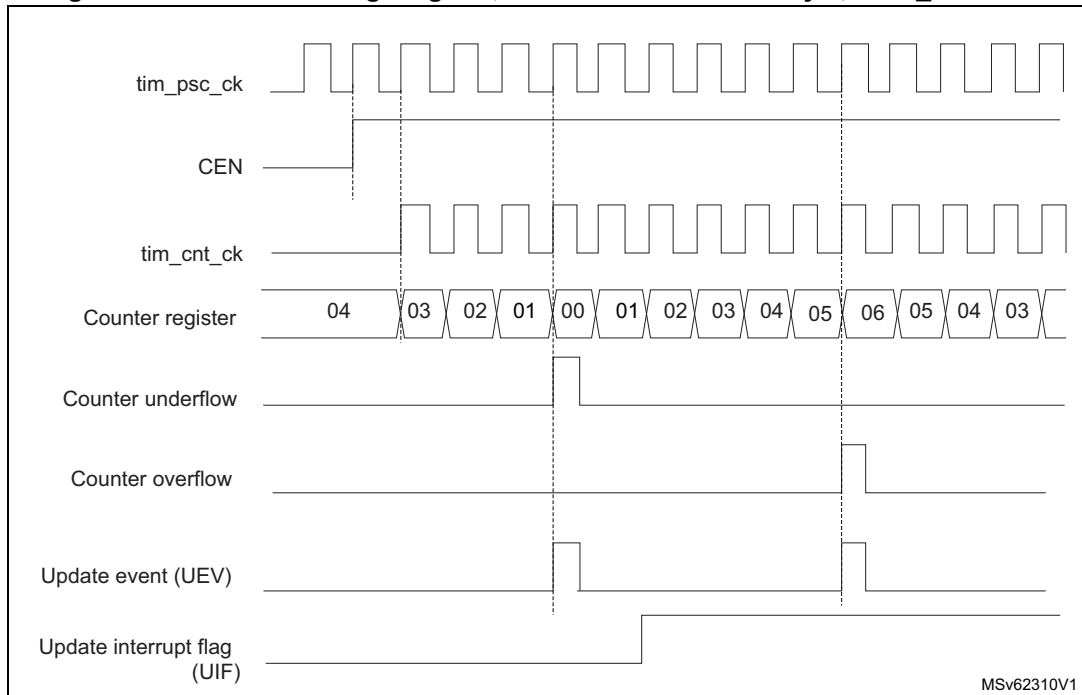 tim_psc_ck
CEN
tim_cnt_ck
Counter register 04 03 02 01 00 01 02 03 04 05 06 05 04 03
Counter underflow
Counter overflow
Update event (UEV)
Update interrupt flag
(UIF)
MSv62310V1